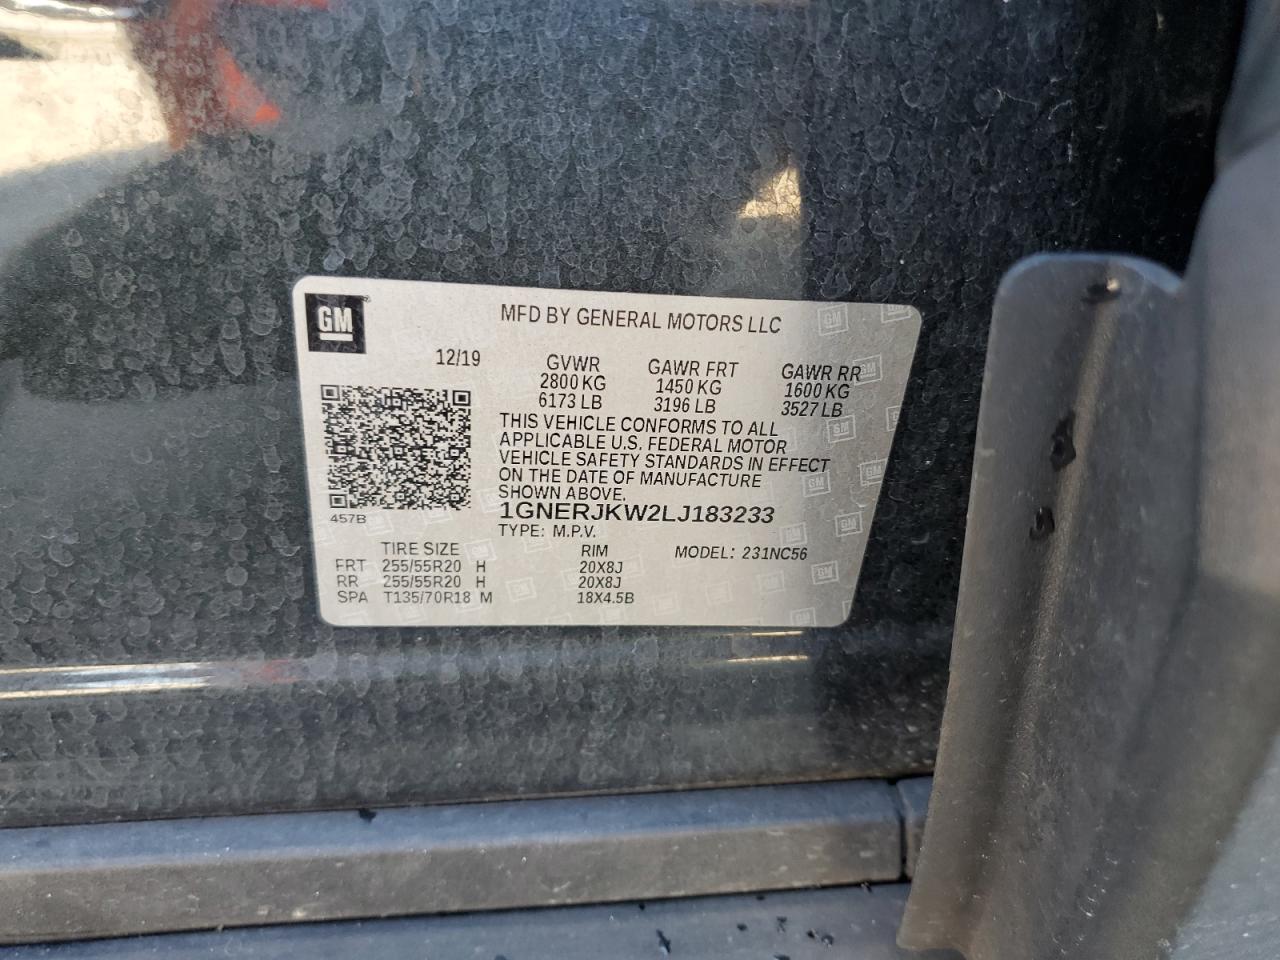 GM
MFD BY GENERAL MOTORS LLC
12/19 GVWR GAWR FRT GAWR RR
2800 KG 1450 KG 1600 KG
6173 LB 3196 LB 3527 LB
THIS VEHICLE CONFORMS TO ALL
APPLICABLE U.S. FEDERAL MOTOR
VEHICLE SAFETY STANDARDS IN EFFECT
ON THE DATE OF MANUFACTURE
SHOWN ABOVE.
1GNERJKW2LJ183233
457B
TYPE: M.P.V.
TIRE SIZE RIM MODEL: 231NC56
FRT 255/55R20 H 20X8J
RR 255/55R20 H 20X8J
SPA T135/70R18 M 18X4.5B